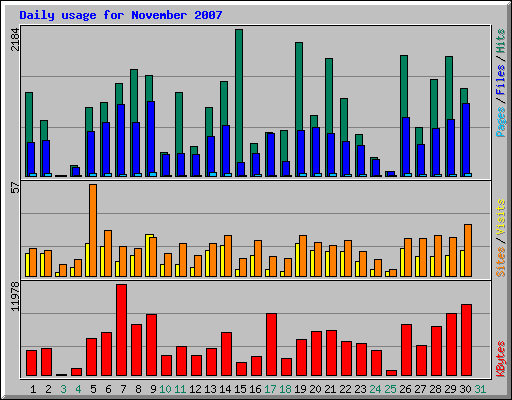 Daily usage for November 2007
2184
Pages / Files / Hits
57
Sites / Visits
11978
KBytes
1 2 3 4 5 6 7 8 9 10 11 12 13 14 15 16 17 18 19 20 21 22 23 24 25 26 27 28 29 30 31